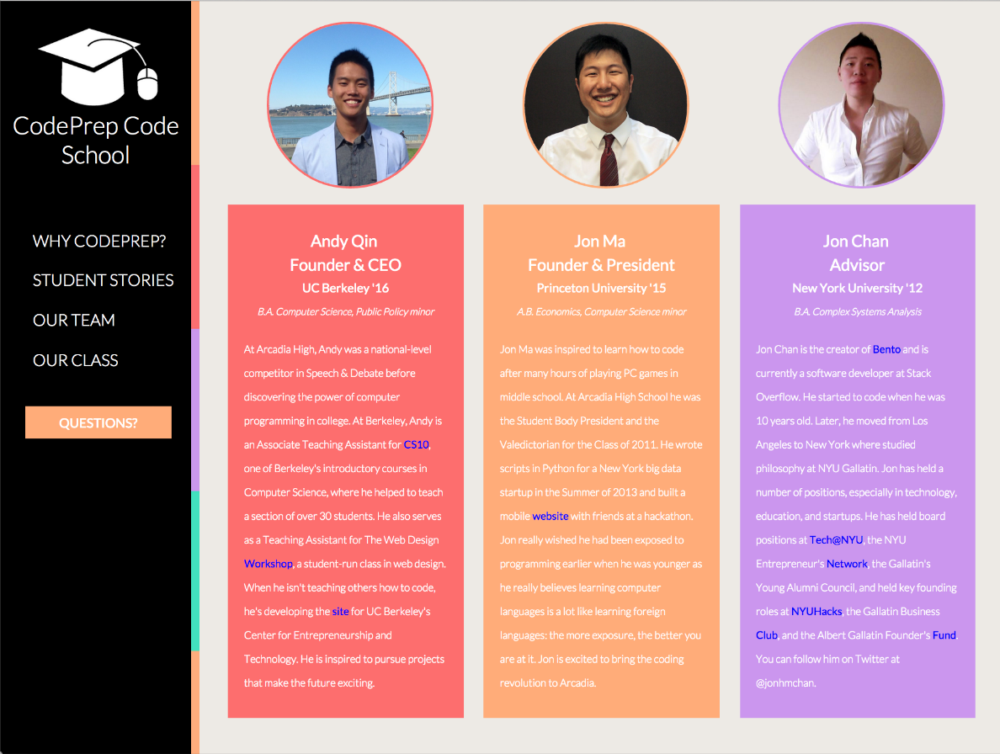 CodePrep Code
School
WHY CODEPREP?
STUDENT STORIES
OUR TEAM
OUR CLASS
QUESTIONS?
Andy Qin
Founder & CEO
UC Berkeley '16
B.A. Computer Science, Public Policy minor
At Arcadia High, Andy was a national-level
competitor in Speech & Debate before
discovering the power of computer
programming in college. At Berkeley, Andy is
an Associate Teaching Assistant for CS10,
one of Berkeley's introductory courses in
Computer Science, where he helped to teach
a section of over 30 students. He also serves
as a Teaching Assistant for The Web Design
Workshop, a student-run class in web design.
When he isn't teaching others how to code,
he's developing the site for UC Berkeley's
Center for Entrepreneurship and
Technology. He is inspired to pursue projects
that make the future exciting.
Jon Ma
Founder & President
Princeton University '15
A.B. Economics, Computer Science minor
Jon Ma was inspired to learn how to code
after many hours of playing PC games in
middle school. At Arcadia High School he was
the Student Body President and the
Valedictorian for the Class of 2011. He wrote
scripts in Python for a New York big data
startup in the Summer of 2013 and built a
mobile website with friends at a hackathon.
Jon really wished he had been exposed to
programming earlier when he was younger as
he really believes learning computer
languages is a lot like learning foreign
languages: the more exposure, the better you
are at it. Jon is excited to bring the coding
revolution to Arcadia.
Jon Chan
Advisor
New York University '12
B.A. Complex Systems Analysis
Jon Chan is the creator of Bento and is
currently a software developer at Stack
Overflow. He started to code when he was
10 years old. Later, he moved from Los
Angeles to New York where studied
philosophy at NYU Gallatin. Jon has held a
number of positions, especially in technology,
education, and startups. He has held board
positions at Tech@NYU, the NYU
Entrepreneur's Network, the Gallatin's
Young Alumni Council, and held key founding
roles at NYUHacks, the Gallatin Business
Club, and the Albert Gallatin Founder's Fund.
You can follow him on Twitter at
@jonhmchan.